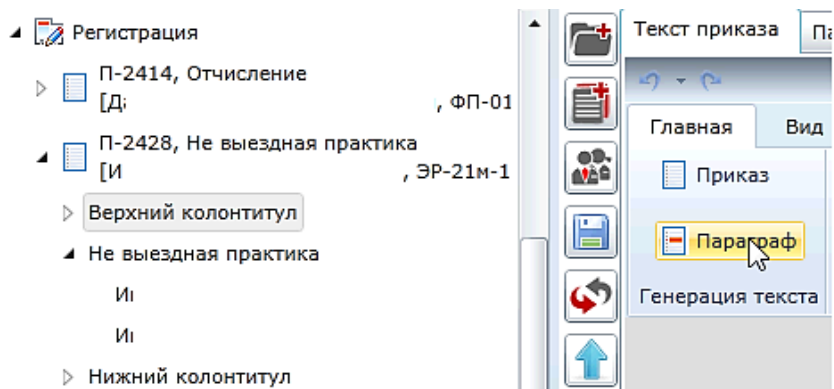 Регистрация
П-2414, Отчисление
, ФП-01
П-2428, Не выездная практика
[И , ЭР-21м-1
Верхний колонтитул
Не выездная практика
Нижний колонтитул
Текст приказа
Главная Вид
Приказ
Параграф
Генерация текста